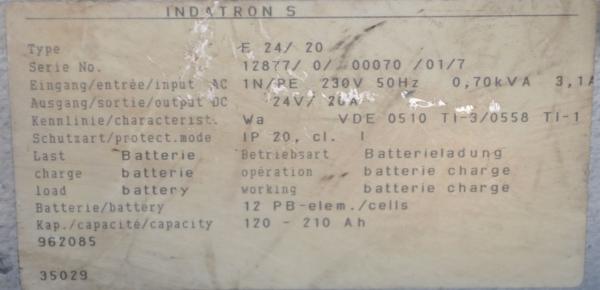 INDATRON S
Type E 24/ 20
Serie No. 12877/ 0/ -00070 /01/7
Eingang/entrée/input AC 1N/PE 230V 50Hz 0,70kVA 3,1A
Ausgang/sortie/output DC 24V/ 20A
Kennlinie/characterist. Wa VDE 0510 TI-3/0558 TI-1
Schutzart/protect.mode IP 20, cl. I
Last Batterie Betriebsart Batterieladung
charge batterie opération batterie charge
load battery working batterie charge
Batterie/battery 12 PB-elem./cells
Kap./capacity/capacity 120 - 210 Ah
962085
35029